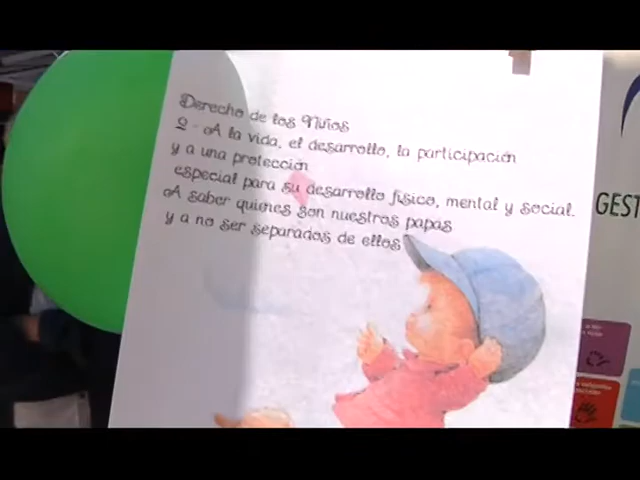 Derecho de los Niños
2 - A la vida, el desarrollo, la participación
y a una protección
especial para su desarrollo físico, mental y social.
A saber quienes son nuestros papas
y a no ser separados de ellos
GEST